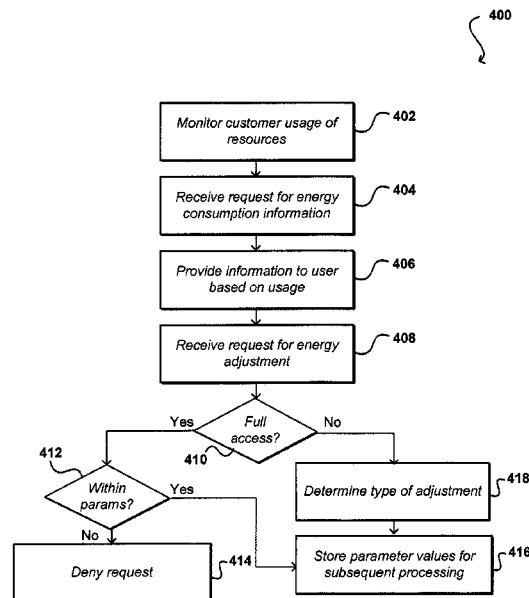 400
Monitor customer usage of
resources
402
Receive request for energy
consumption information
404
Provide information to user
based on usage
406
Receive request for energy
adjustment
408
Yes
Full
access?
No
410
412
Within
params?
Yes
No
Determine type of adjustment
418
Deny request
414
Store parameter values for
subsequent processing
416